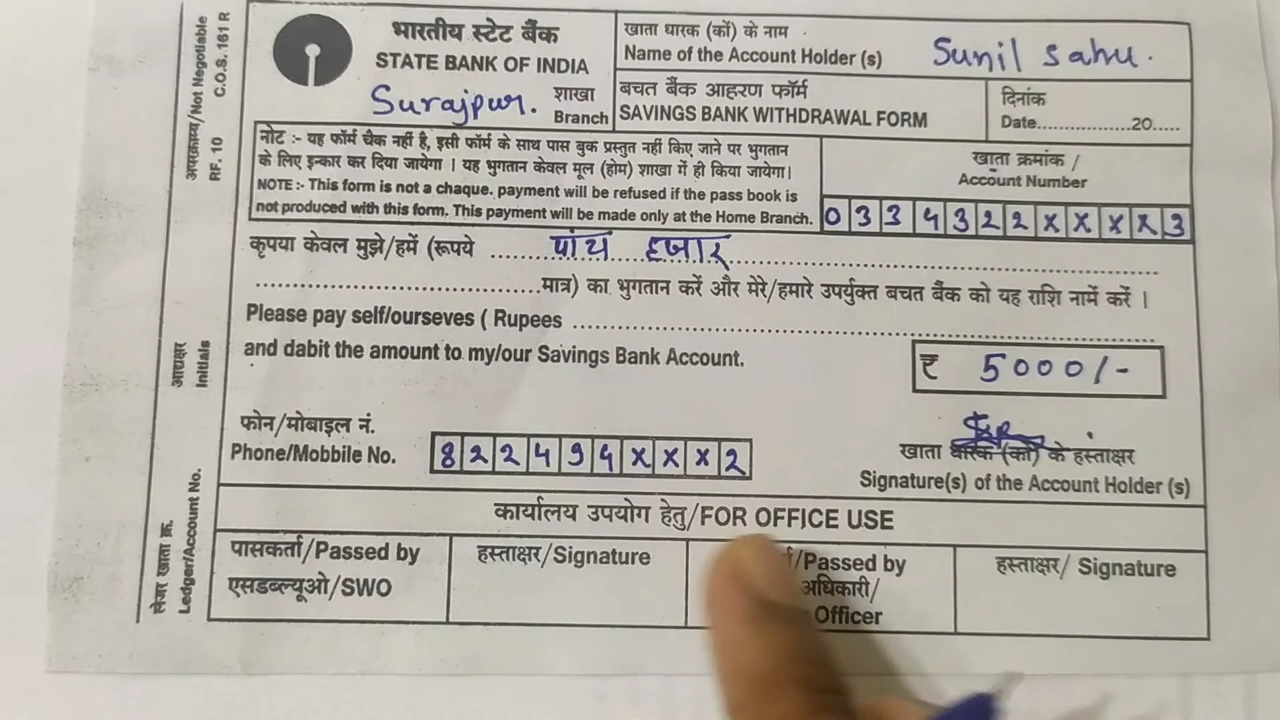 अपरक्राम्य/Not Negotiable
RF. 10 C.O.S. 161 R
आद्यक्षर
Initials
लेजर खाता क्र.
Ledger/Account No.
भारतीय स्टेट बैंक
STATE BANK OF INDIA
Surajpur. शाखा
Branch
खाता धारक (कों) के नाम
Name of the Account Holder (s) Sunil Sahu.
बचत बैंक आहरण फॉर्म
SAVINGS BANK WITHDRAWAL FORM
दिनांक
Date.................20.....
नोट :- यह फॉर्म चैक नहीं है, इसी फॉर्म के साथ पास बुक प्रस्तुत नहीं किए जाने पर भुगतान
के लिए इन्कार कर दिया जायेगा । यह भुगतान केवल मूल (होम) शाखा में ही किया जायेगा।
NOTE :- This form is not a chaque. payment will be refused if the pass book is
not produced with this form. This payment will be made only at the Home Branch.
खाता क्रमांक /
Account Number
0334322xxxx3
कृपया केवल मुझे/हमें (रूपये पांच हजार
मात्र) का भुगतान करें और मेरे/हमारे उपर्युक्त बचत बैंक को यह राशि नामें करें ।
Please pay self/ourseves ( Rupees
and dabit the amount to my/our Savings Bank Account.
₹ 5000/-
फोन/मोबाइल नं.
Phone/Mobbile No. 822494xxx2
खाता धारक (कों) के हस्ताक्षर
Signature(s) of the Account Holder (s)
कार्यालय उपयोग हेतु/FOR OFFICE USE
पासकर्ता/Passed by
एसडब्ल्यूओ/SWO
हस्ताक्षर/Signature
/Passed by
अधिकारी/
Officer
हस्ताक्षर/ Signature